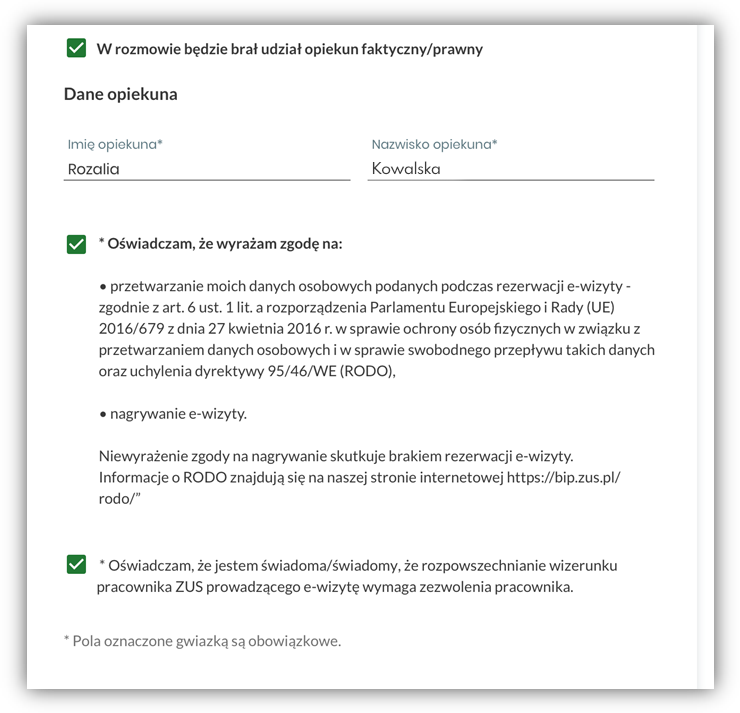 W rozmowie będzie brał udział opiekun faktyczny/prawny
Dane opiekuna
Imię opiekuna*
Nazwisko opiekuna*
Rozalia
Kowalska
* Oświadczam, że wyrażam zgodę na:
• przetwarzanie moich danych osobowych podanych podczas rezerwacji e-wizyty -
zgodnie z art. 6 ust. 1 lit. a rozporządzenia Parlamentu Europejskiego i Rady (UE)
2016/679 z dnia 27 kwietnia 2016 r. w sprawie ochrony osób fizycznych w związku z
przetwarzaniem danych osobowych i w sprawie swobodnego przepływu takich danych
oraz uchylenia dyrektywy 95/46/WE (RODO),
• nagrywanie e-wizyty.
Niewyrażenie zgody na nagrywanie skutkuje brakiem rezerwacji e-wizyty.
Informacje o RODO znajdują się na naszej stronie internetowej https://bip.zus.pl/
rodo/”
* Oświadczam, że jestem świadoma/świadomy, że rozpowszechnianie wizerunku
pracownika ZUS prowadzącego e-wizytę wymaga zezwolenia pracownika.
* Pola oznaczone gwiazką są obowiązkowe.